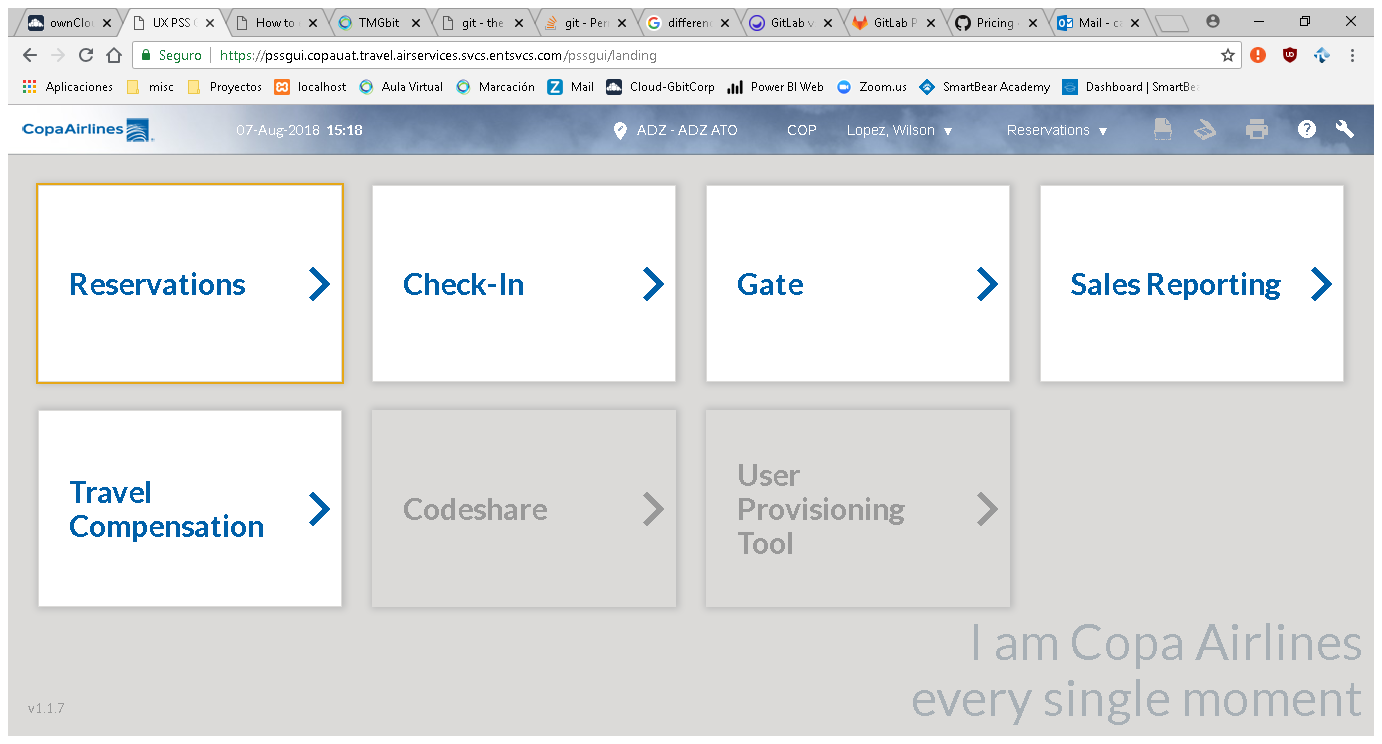 ownClou
UX PSS
How to
TMGbit
git - the
git - Per
differen
GitLab v
GitLab P
Pricing
Mail - c
Seguro
https://pssgui.copauat.travel.airservices.svcs.entsvcs.com/pssgui/landing
Aplicaciones
misc
Proyectos
localhost
Aula Virtual
Marcación
Mail
Cloud-GbitCorp
Power BI Web
Zoom.us
SmartBear Academy
Dashboard | SmartBe
CopaAirlines
07-Aug-2018 15:18
ADZ - ADZ ATO
COP
Lopez, Wilson
Reservations
Reservations
Check-In
Gate
Sales Reporting
Travel
Compensation
Codeshare
User
Provisioning
Tool
I am Copa Airlines
every single moment
v1.1.7